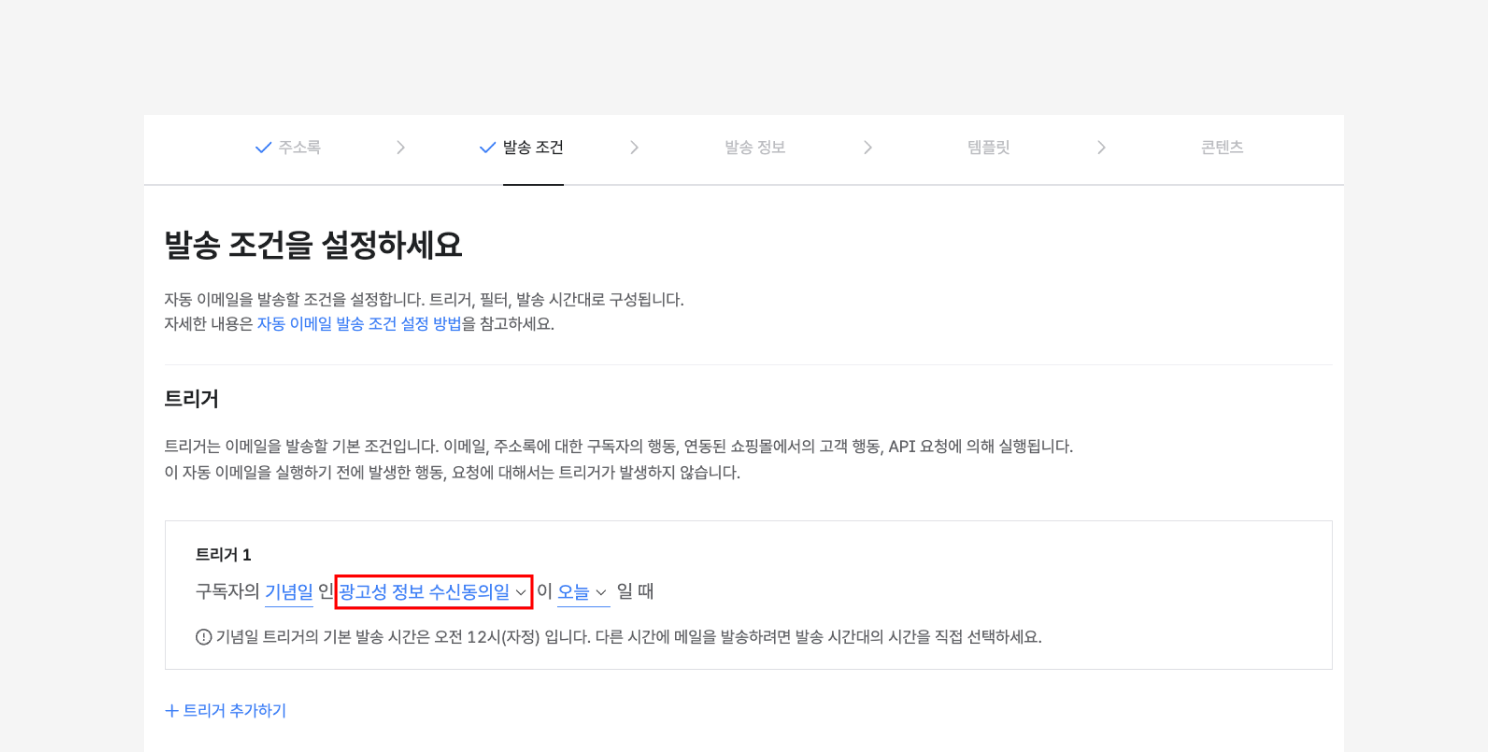 주소록
발송 조건
발송 정보
템플릿
콘텐츠
발송 조건을 설정하세요
자동 이메일을 발송할 조건을 설정합니다. 트리거, 필터, 발송 시간대로 구성됩니다.
자세한 내용은 자동 이메일 발송 조건 설정 방법을 참고하세요.
트리거
트리거는 이메일을 발송할 기본 조건입니다. 이메일, 주소록에 대한 구독자의 행동, 연동된 쇼핑몰에서의 고객 행동, API 요청에 의해 실행됩니다.
이 자동 이메일을 실행하기 전에 발생한 행동, 요청에 대해서는 트리거가 발생하지 않습니다.
트리거 1
구독자의 기념일 인 광고성 정보 수신동의일 이 오늘 일 때
기념일 트리거의 기본 발송 시간은 오전 12시(자정) 입니다. 다른 시간에 메일을 발송하려면 발송 시간대의 시간을 직접 선택하세요.
+ 트리거 추가하기